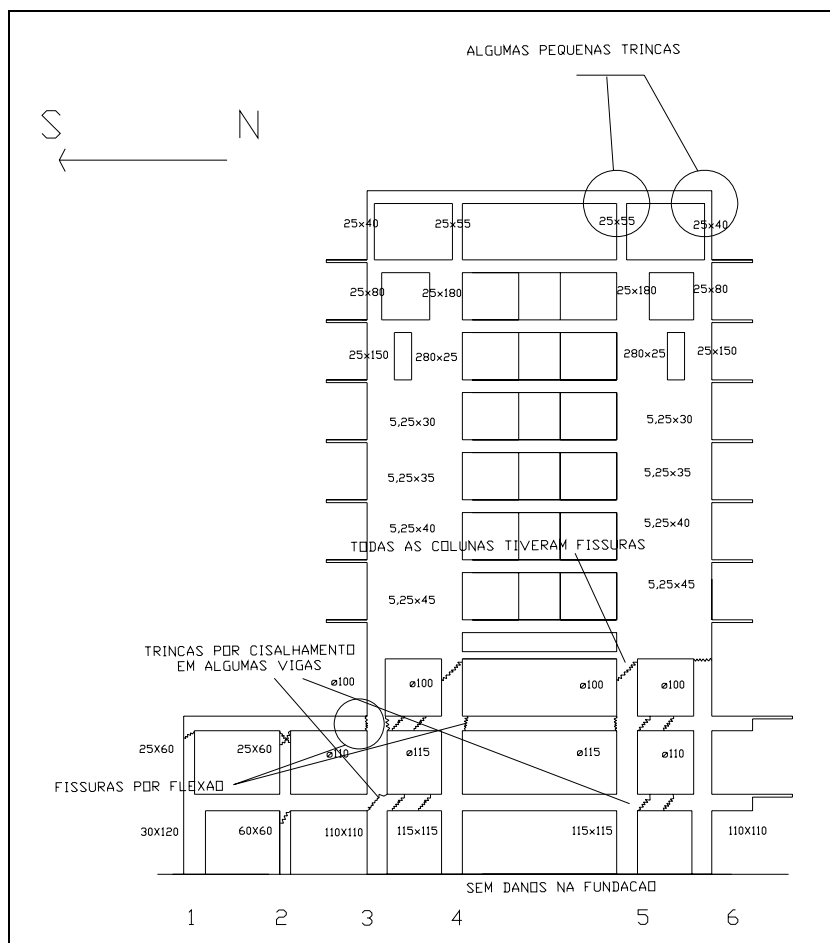 ALGUMAS PEQUENAS TRINCAS
S N
25x40 25x55 25x55 25x40
25x80 25x180 25x180 25x80
25x150 280x25 280x25 25x150
5,25x30 5,25x30
5,25x35 5,25x35
5,25x40 5,25x40
TODAS AS COLUNAS TIVERAM FISSURAS
5,25x45 5,25x45
TRINCAS POR CISALHAMENTO
EM ALGUMAS VIGAS
ø100 ø100 ø100 ø100
25X60 25X60 ø110 ø115 ø115 ø110
FISSURAS POR FLEXAO
30X120 60X60 110X110 115x115 115x115 110X110
SEM DANOS NA FUNDACAO
1 2 3 4 5 6